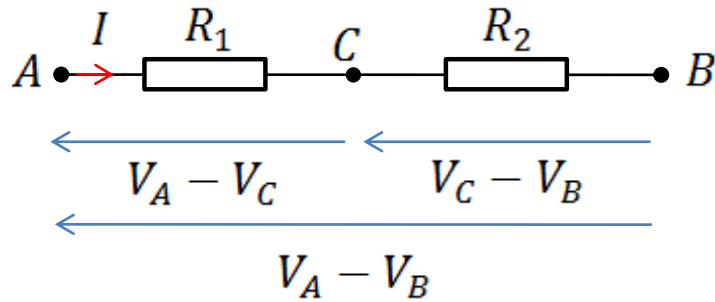 I R₁ R₂
A C B
V_A − V_C V_C − V_B
V_A − V_B